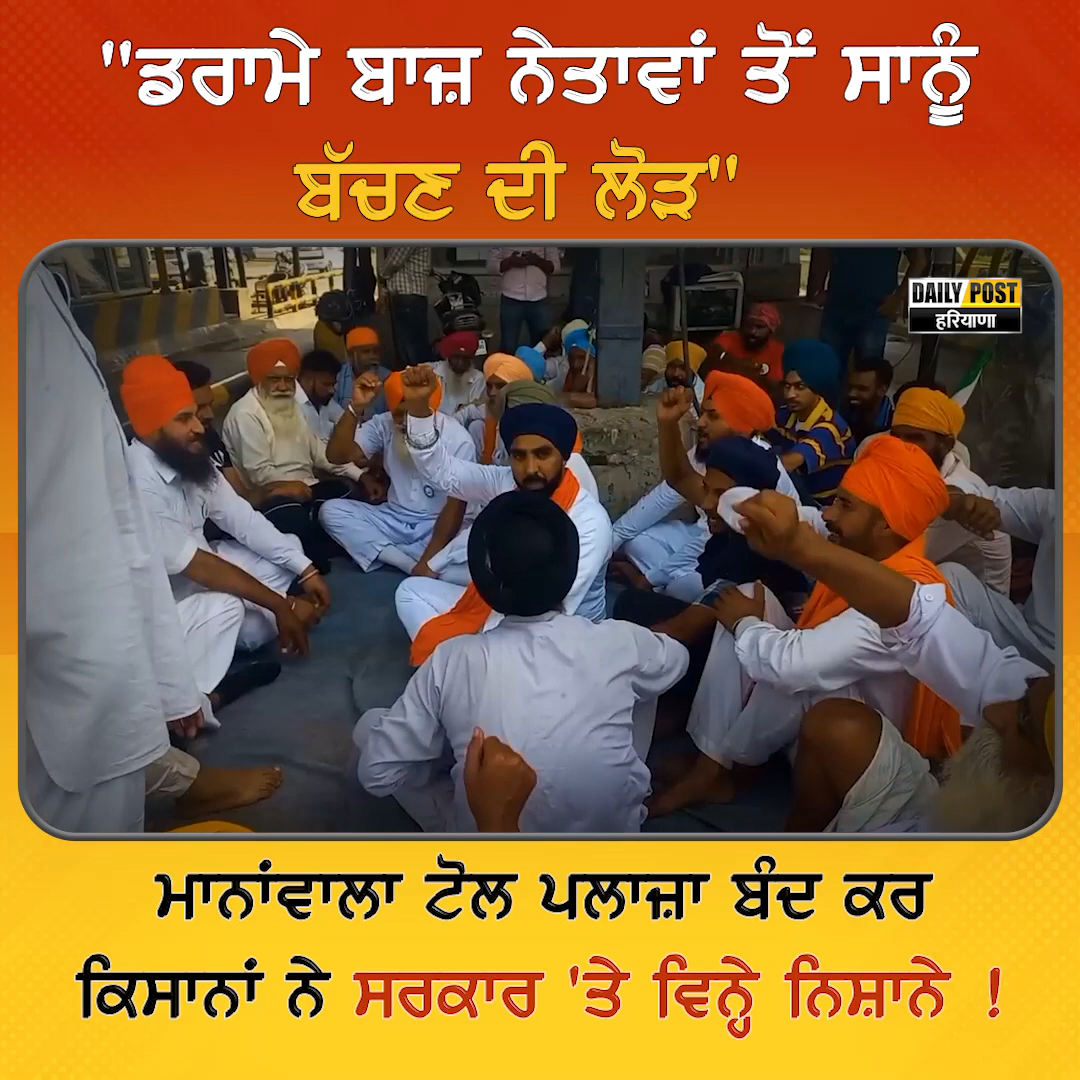 "ਡਰਾਮੇ ਬਾਜ਼ ਨੇਤਾਵਾਂ ਤੋਂ ਸਾਨੂੰ
ਬੱਚਣ ਦੀ ਲੋੜ"
DAILY POST
हरियाणा
ਮਾਨਾਂਵਾਲਾ ਟੋਲ ਪਲਾਜ਼ਾ ਬੰਦ ਕਰ
ਕਿਸਾਨਾਂ ਨੇ ਸਰਕਾਰ 'ਤੇ ਵਿਨ੍ਹੇ ਨਿਸ਼ਾਨੇ !